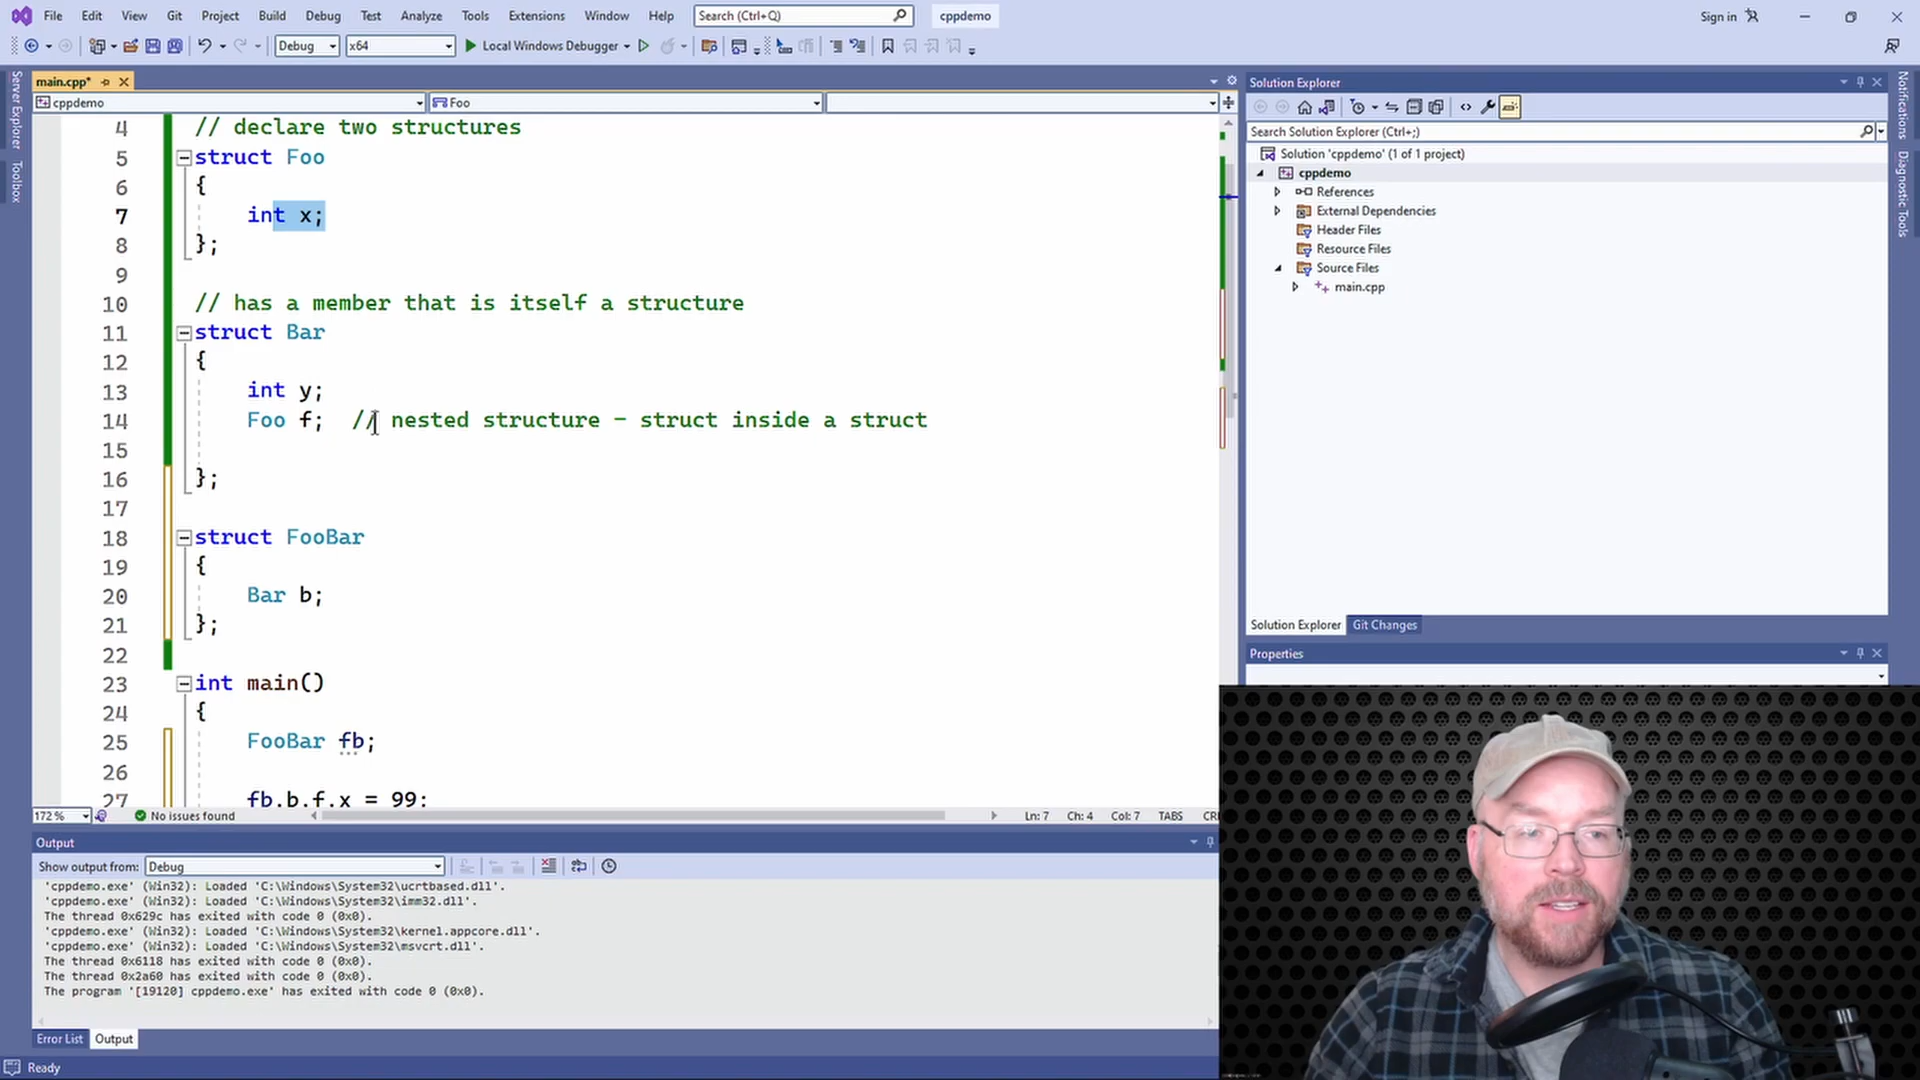 File Edit View Git Project Build Debug Test Analyze Tools Extensions Window Help Search (Ctrl+Q) cppdemo Sign in
Debug x64 Local Windows Debugger
Server Explorer
Toolbox
main.cpp*
cppdemo Foo
4 // declare two structures
5 struct Foo
6 {
7 int x;
8 };
9
10 // has a member that is itself a structure
11 struct Bar
12 {
13 int y;
14 Foo f; // nested structure - struct inside a struct
15
16 };
17
18 struct FooBar
19 {
20 Bar b;
21 };
22
23 int main()
24 {
25 FooBar fb;
26
27 fb.b.f.x = 99;
172 % No issues found Ln: 7 Ch: 4 Col: 7 TABS CR
Output
Show output from: Debug
'cppdemo.exe' (Win32): Loaded 'C:\Windows\System32\ucrtbased.dll'.
'cppdemo.exe' (Win32): Loaded 'C:\Windows\System32\imm32.dll'.
The thread 0x629c has exited with code 0 (0x0).
'cppdemo.exe' (Win32): Loaded 'C:\Windows\System32\kernel.appcore.dll'.
'cppdemo.exe' (Win32): Loaded 'C:\Windows\System32\msvcrt.dll'.
The thread 0x6118 has exited with code 0 (0x0).
The thread 0x2a60 has exited with code 0 (0x0).
The program '[19120] cppdemo.exe' has exited with code 0 (0x0).
Error List Output
Ready
Solution Explorer
Search Solution Explorer (Ctrl+;)
Solution 'cppdemo' (1 of 1 project)
cppdemo
References
External Dependencies
Header Files
Resource Files
Source Files
main.cpp
Solution Explorer Git Changes
Properties
Notifications
Diagnostic Tools